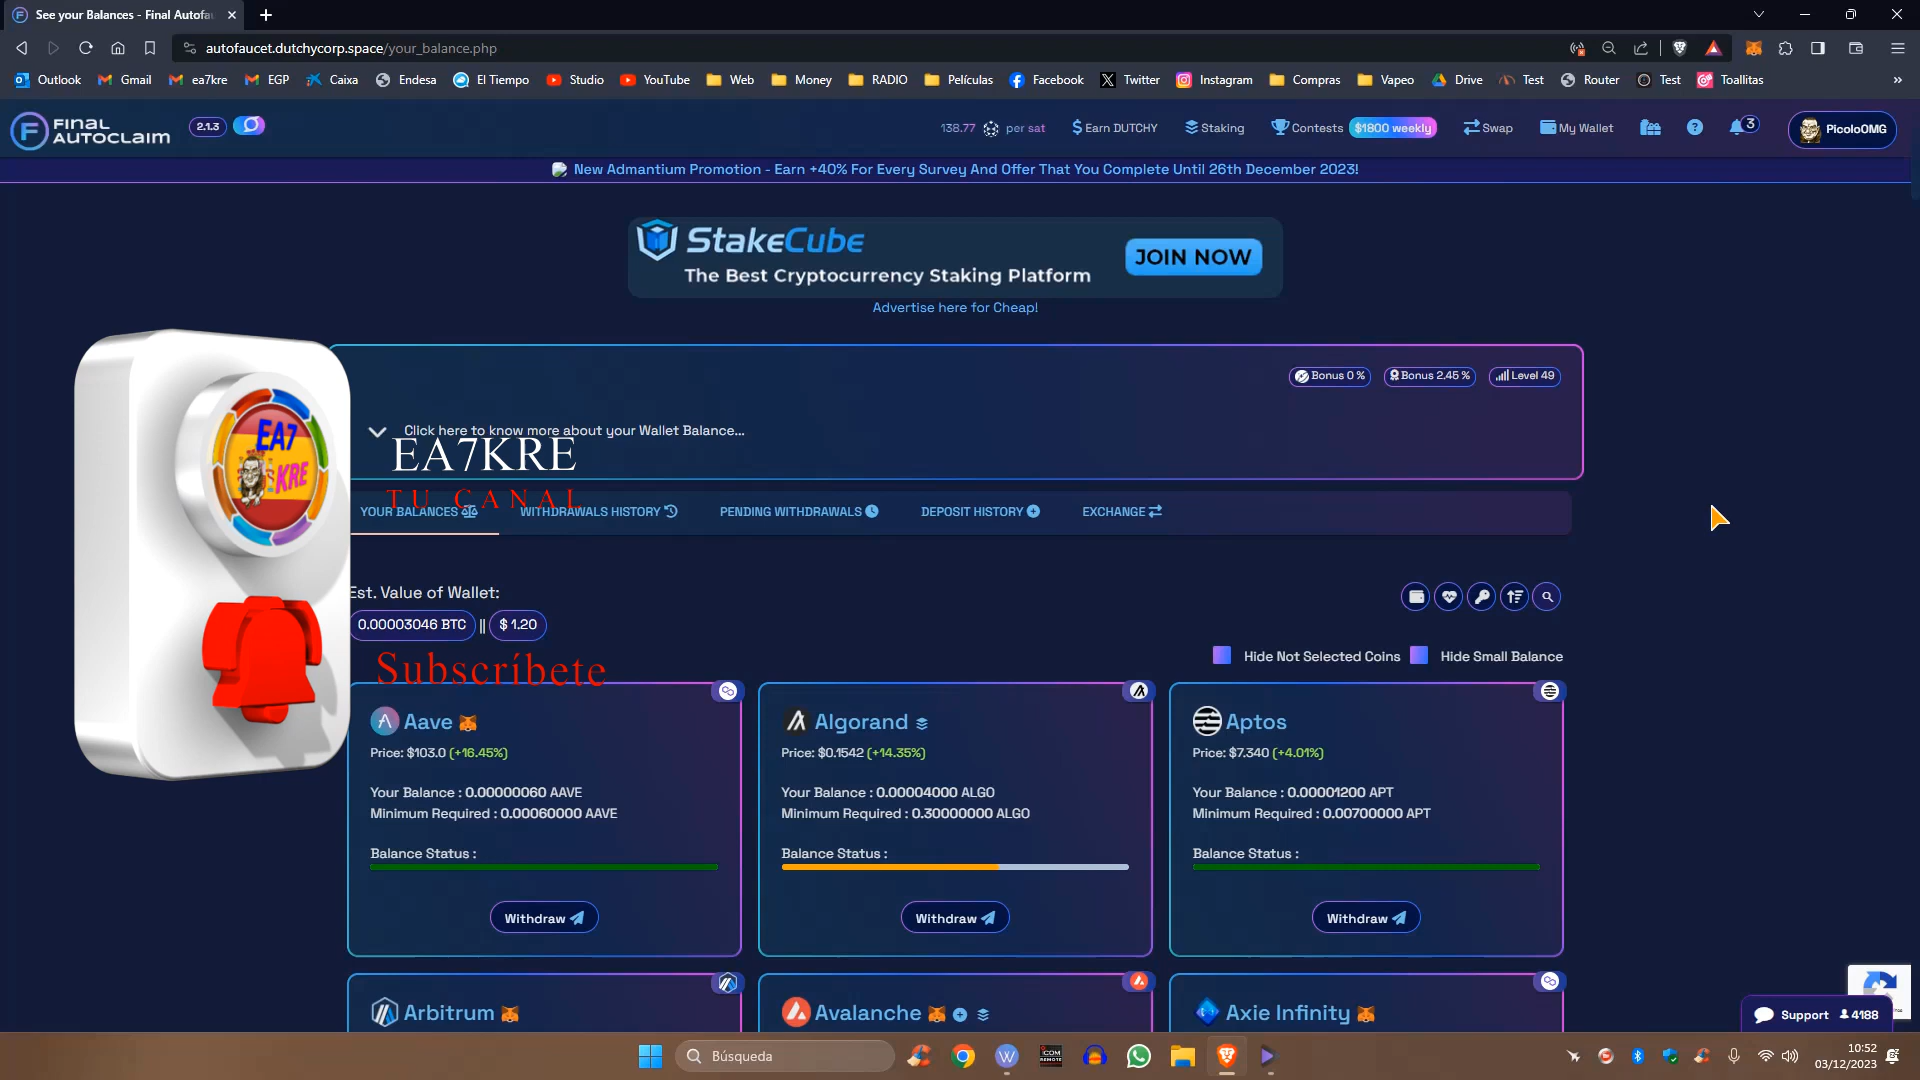 See your Balances - Final Autofau
autofaucet.dutchycorp.space/your_balance.php
Outlook Gmail ea7kre EGP Caixa Endesa El Tiempo Studio YouTube Web Money RADIO Películas Facebook Twitter Instagram Compras Vapeo Drive Test Router Test Toallitas »
FINAL AUTOCLAIM 2.1.3 138.77 per sat Earn DUTCHY Staking Contests $1800 weekly Swap My Wallet 3 PicoloOMG
New Admantium Promotion - Earn +40% For Every Survey And Offer That You Complete Until 26th December 2023!
StakeCube
The Best Cryptocurrency Staking Platform
JOIN NOW
Advertise here for Cheap!
Bonus 0 % Bonus 2.45 % Level 49
Click here to know more about your Wallet Balance...
EA7
KRE
EA7KRE
TU CANAL
YOUR BALANCES WITHDRAWALS HISTORY PENDING WITHDRAWALS DEPOSIT HISTORY EXCHANGE
Est. Value of Wallet:
0.00003046 BTC || $ 1.20
Hide Not Selected Coins Hide Small Balance
Subscríbete
Aave
Price: $103.0 (+16.45%)
Your Balance : 0.00000060 AAVE
Minimum Required : 0.00060000 AAVE
Balance Status :
Withdraw
Algorand
Price: $0.1542 (+14.35%)
Your Balance : 0.00004000 ALGO
Minimum Required : 0.30000000 ALGO
Balance Status :
Withdraw
Aptos
Price: $7.340 (+4.01%)
Your Balance : 0.00001200 APT
Minimum Required : 0.00700000 APT
Balance Status :
Withdraw
Arbitrum
Avalanche
Axie Infinity
Support 4188
Búsqueda
10:52
03/12/2023